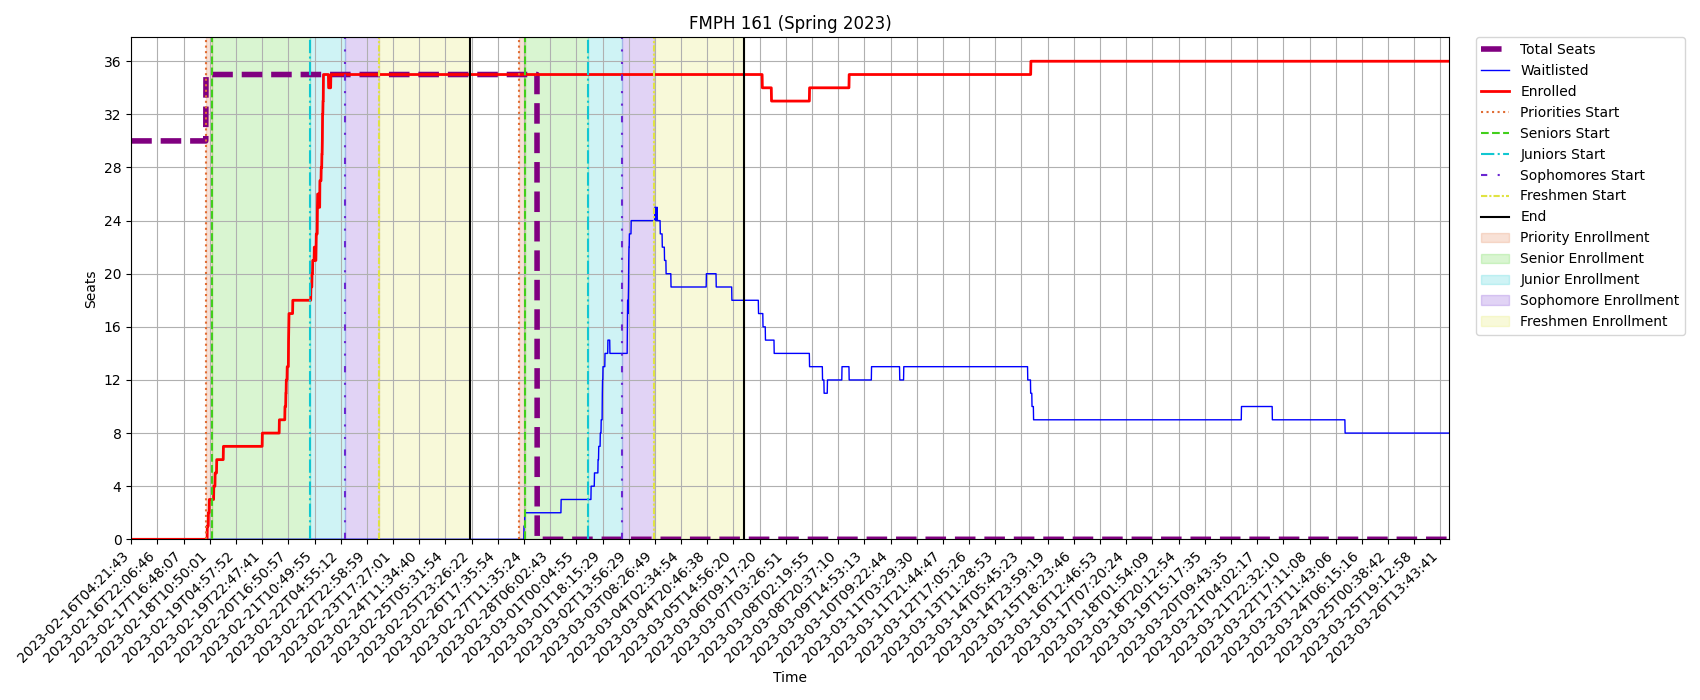 FMPH 161 (Spring 2023)
36
32
28
24
20
16
12
8
4
0
Seats
2023-02-16T04:21:43
2023-02-16T22:06:46
2023-02-17T16:48:07
2023-02-18T10:50:01
2023-02-19T04:57:52
2023-02-19T22:47:41
2023-02-20T16:50:57
2023-02-21T10:49:55
2023-02-22T04:55:12
2023-02-22T22:58:59
2023-02-23T17:27:01
2023-02-24T11:34:40
2023-02-25T05:31:54
2023-02-25T23:26:22
2023-02-26T17:35:54
2023-02-27T11:35:24
2023-02-28T06:02:43
2023-03-01T00:04:55
2023-03-01T18:15:29
2023-03-02T13:56:29
2023-03-03T08:26:49
2023-03-04T02:34:54
2023-03-04T20:46:38
2023-03-05T14:56:20
2023-03-06T09:17:20
2023-03-07T03:26:51
2023-03-08T02:19:55
2023-03-08T20:37:10
2023-03-09T14:53:13
2023-03-10T09:22:44
2023-03-11T03:29:30
2023-03-11T21:44:47
2023-03-12T17:05:26
2023-03-13T11:28:53
2023-03-14T05:45:23
2023-03-14T23:59:19
2023-03-15T18:23:46
2023-03-16T12:46:53
2023-03-17T07:20:24
2023-03-18T01:54:09
2023-03-18T20:12:54
2023-03-19T15:17:35
2023-03-20T09:43:35
2023-03-21T04:02:17
2023-03-21T22:32:10
2023-03-22T17:11:08
2023-03-23T11:43:06
2023-03-24T06:15:16
2023-03-25T00:38:42
2023-03-25T19:12:58
2023-03-26T13:43:41
Time
Total Seats
Waitlisted
Enrolled
Priorities Start
Seniors Start
Juniors Start
Sophomores Start
Freshmen Start
End
Priority Enrollment
Senior Enrollment
Junior Enrollment
Sophomore Enrollment
Freshmen Enrollment